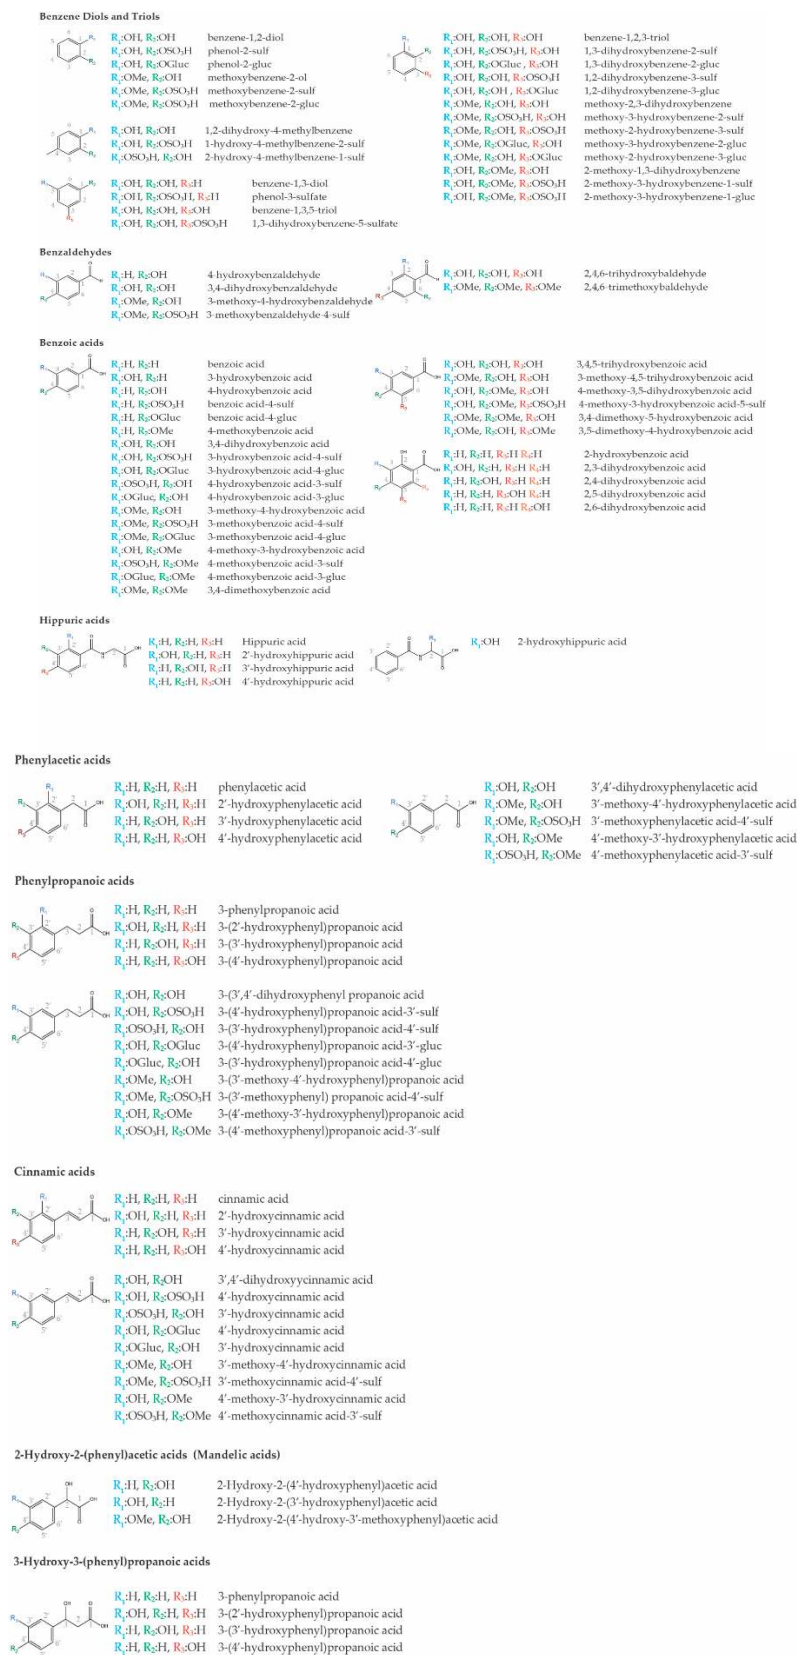 Benzene Diols and Triols
R₁:OH, R₂:OH benzene-1,2-diol
R₁:OH, R₂:OSO₃H phenol-2-sulf
R₁:OH, R₂:OGluc phenol-2-gluc
R₁:OMe, R₂:OH methoxybenzene-2-ol
R₁:OMe, R₂:OSO₃H methoxybenzene-2-sulf
R₁:OMe, R₂:OSO₃H methoxybenzene-2-gluc
R₁:OH, R₂:OH 1,2-dihydroxy-4-methylbenzene
R₁:OH, R₂:OSO₃H 1-hydroxy-4-methylbenzene-2-sulf
R₁:OSO₃H, R₂:OH 2-hydroxy-4-methylbenzene-1-sulf
R₁:OH, R₂:OH, R₃:H benzene-1,3-diol
R₁:OH, R₂:OSO₃H, R₃:H phenol-3-sulfate
R₁:OH, R₂:OH, R₃:OH benzene-1,3,5-triol
R₁:OH, R₂:OH, R₃:OSO₃H 1,3-dihydroxybenzene-5-sulfate
R₁:OH, R₂:OH, R₃:OH benzene-1,2,3-triol
R₁:OH, R₂:OSO₃H, R₃:OH 1,3-dihydroxybenzene-2-sulf
R₁:OH, R₂:OGluc , R₃:OH 1,3-dihydroxybenzene-2-gluc
R₁:OH, R₂:OH, R₃:OSO₃H 1,2-dihydroxybenzene-3-sulf
R₁:OH, R₂:OH , R₃:OGluc 1,2-dihydroxybenzene-3-gluc
R₁:OMe, R₂:OH, R₃:OH methoxy-2,3-dihydroxybenzene
R₁:OMe, R₂:OSO₃H, R₃:OH methoxy-3-hydroxybenzene-2-sulf
R₁:OMe, R₂:OH, R₃:OSO₃H methoxy-2-hydroxybenzene-3-sulf
R₁:OMe, R₂:OGluc, R₃:OH methoxy-3-hydroxybenzene-2-gluc
R₁:OMe, R₂:OH, R₃:OGluc methoxy-2-hydroxybenzene-3-gluc
R₁:OH, R₂:OMe, R₃:OH 2-methoxy-1,3-dihydroxybenzene
R₁:OH, R₂:OMe, R₃:OSO₃H 2-methoxy-3-hydroxybenzene-1-sulf
R₁:OH, R₂:OMe, R₃:OSO₃H 2-methoxy-3-hydroxybenzene-1-gluc
Benzaldehydes
R₁:H, R₂:OH 4-hydroxybenzaldehyde
R₁:OH, R₂:OH 3,4-dihydroxybenzaldehyde
R₁:OMe, R₂:OH 3-methoxy-4-hydroxybenzaldehyde
R₁:OMe, R₂:OSO₃H 3-methoxybenzaldehyde-4-sulf
R₁:OH, R₂:OH, R₃:OH 2,4,6-trihydroxybaldehyde
R₁:OMe, R₂:OMe, R₃:OMe 2,4,6-trimethoxybaldehyde
Benzoic acids
R₁:H, R₂:H benzoic acid
R₁:OH, R₂:H 3-hydroxybenzoic acid
R₁:H, R₂:OH 4-hydroxybenzoic acid
R₁:H, R₂:OSO₃H benzoic acid-4-sulf
R₁:H, R₂:OGluc benzoic acid-4-gluc
R₁:H, R₂:OMe 4-methoxybenzoic acid
R₁:OH, R₂:OH 3,4-dihydroxybenzoic acid
R₁:OH, R₂:OSO₃H 3-hydroxybenzoic acid-4-sulf
R₁:OH, R₂:OGluc 3-hydroxybenzoic acid-4-gluc
R₁:OSO₃H, R₂:OH 4-hydroxybenzoic acid-3-sulf
R₁:OGluc, R₂:OH 4-hydroxybenzoic acid-3-gluc
R₁:OMe, R₂:OH 3-methoxy-4-hydroxybenzoic acid
R₁:OMe, R₂:OSO₃H 3-methoxybenzoic acid-4-sulf
R₁:OMe, R₂:OGluc 3-methoxybenzoic acid-4-gluc
R₁:OH, R₂:OMe 4-methoxy-3-hydroxybenzoic acid
R₁:OSO₃H, R₂:OMe 4-methoxybenzoic acid-3-sulf
R₁:OGluc, R₂:OMe 4-methoxybenzoic acid-3-gluc
R₁:OMe, R₂:OMe 3,4-dimethoxybenzoic acid
R₁:OH, R₂:OH, R₃:OH 3,4,5-trihydroxybenzoic acid
R₁:OMe, R₂:OH, R₃:OH 3-methoxy-4,5-trihydroxybenzoic acid
R₁:OH, R₂:OMe, R₃:OH 4-methoxy-3,5-dihydroxybenzoic acid
R₁:OH, R₂:OMe, R₃:OSO₃H 4-methoxy-3-hydroxybenzoic acid-5-sulf
R₁:OMe, R₂:OMe, R₃:OH 3,4-dimethoxy-5-hydroxybenzoic acid
R₁:OMe, R₂:OH, R₃:OMe 3,5-dimethoxy-4-hydroxybenzoic acid
R₁:H, R₂:H, R₃:H R₄:H 2-hydroxybenzoic acid
R₁:OH, R₂:H, R₃:H R₄:H 2,3-dihydroxybenzoic acid
R₁:H, R₂:OH, R₃:H R₄:H 2,4-dihydroxybenzoic acid
R₁:H, R₂:H, R₃:OH R₄:H 2,5-dihydroxybenzoic acid
R₁:H, R₂:H, R₃:H R₄:OH 2,6-dihydroxybenzoic acid
Hippuric acids
R₁:H, R₂:H, R₃:H Hippuric acid
R₁:OH, R₂:H, R₃:H 2'-hydroxyhippuric acid
R₁:H, R₂:OH, R₃:H 3'-hydroxyhippuric acid
R₁:H, R₂:H, R₃:OH 4'-hydroxyhippuric acid
R₁:OH 2-hydroxyhippuric acid
Phenylacetic acids
R₁:H, R₂:H, R₃:H phenylacetic acid
R₁:OH, R₂:H, R₃:H 2'-hydroxyphenylacetic acid
R₁:H, R₂:OH, R₃:H 3'-hydroxyphenylacetic acid
R₁:H, R₂:H, R₃:OH 4'-hydroxyphenylacetic acid
R₁:OH, R₂:OH 3',4'-dihydroxyphenylacetic acid
R₁:OMe, R₂:OH 3'-methoxy-4'-hydroxyphenylacetic acid
R₁:OMe, R₂:OSO₃H 3'-methoxyphenylacetic acid-4'-sulf
R₁:OH, R₂:OMe 4'-methoxy-3'-hydroxyphenylacetic acid
R₁:OSO₃H, R₂:OMe 4'-methoxyphenylacetic acid-3'-sulf
Phenylpropanoic acids
R₁:H, R₂:H, R₃:H 3-phenylpropanoic acid
R₁:OH, R₂:H, R₃:H 3-(2'-hydroxyphenyl)propanoic acid
R₁:H, R₂:OH, R₃:H 3-(3'-hydroxyphenyl)propanoic acid
R₁:H, R₂:H, R₃:OH 3-(4'-hydroxyphenyl)propanoic acid
R₁:OH, R₂:OH 3-(3',4'-dihydroxyphenyl propanoic acid
R₁:OH, R₂:OSO₃H 3-(4'-hydroxyphenyl)propanoic acid-3'-sulf
R₁:OSO₃H, R₂:OH 3-(3'-hydroxyphenyl)propanoic acid-4'-sulf
R₁:OH, R₂:OGluc 3-(4'-hydroxyphenyl)propanoic acid-3'-gluc
R₁:OGluc, R₂:OH 3-(3'-hydroxyphenyl)propanoic acid-4'-gluc
R₁:OMe, R₂:OH 3-(3'-methoxy-4'-hydroxyphenyl)propanoic acid
R₁:OMe, R₂:OSO₃H 3-(3'-methoxyphenyl) propanoic acid-4'-sulf
R₁:OH, R₂:OMe 3-(4'-methoxy-3'-hydroxyphenyl)propanoic acid
R₁:OSO₃H, R₂:OMe 3-(4'-methoxyphenyl)propanoic acid-3'-sulf
Cinnamic acids
R₁:H, R₂:H, R₃:H cinnamic acid
R₁:OH, R₂:H, R₃:H 2'-hydroxycinnamic acid
R₁:H, R₂:OH, R₃:H 3'-hydroxycinnamic acid
R₁:H, R₂:H, R₃:OH 4'-hydroxycinnamic acid
R₁:OH, R₂OH 3',4'-dihydroxyycinnamic acid
R₁:OH, R₂:OSO₃H 4'-hydroxycinnamic acid
R₁:OSO₃H, R₂:OH 3'-hydroxycinnamic acid
R₁:OH, R₂:OGluc 4'-hydroxycinnamic acid
R₁:OGluc, R₂:OH 3'-hydroxycinnamic acid
R₁:OMe, R₂:OH 3'-methoxy-4'-hydroxycinnamic acid
R₁:OMe, R₂:OSO₃H 3'-methoxycinnamic acid-4'-sulf
R₁:OH, R₂:OMe 4'-methoxy-3'-hydroxycinnamic acid
R₁:OSO₃H, R₂:OMe 4'-methoxycinnamic acid-3'-sulf
2-Hydroxy-2-(phenyl)acetic acids (Mandelic acids)
R₁:H, R₂:OH 2-Hydroxy-2-(4'-hydroxyphenyl)acetic acid
R₁:OH, R₂:H 2-Hydroxy-2-(3'-hydroxyphenyl)acetic acid
R₁:OMe, R₂:OH 2-Hydroxy-2-(4'-hydroxy-3'-methoxyphenyl)acetic acid
3-Hydroxy-3-(phenyl)propanoic acids
R₁:H, R₂:H, R₃:H 3-phenylpropanoic acid
R₁:OH, R₂:H, R₃:H 3-(2'-hydroxyphenyl)propanoic acid
R₁:H, R₂:OH, R₃:H 3-(3'-hydroxyphenyl)propanoic acid
R₁:H, R₂:H, R₃:OH 3-(4'-hydroxyphenyl)propanoic acid